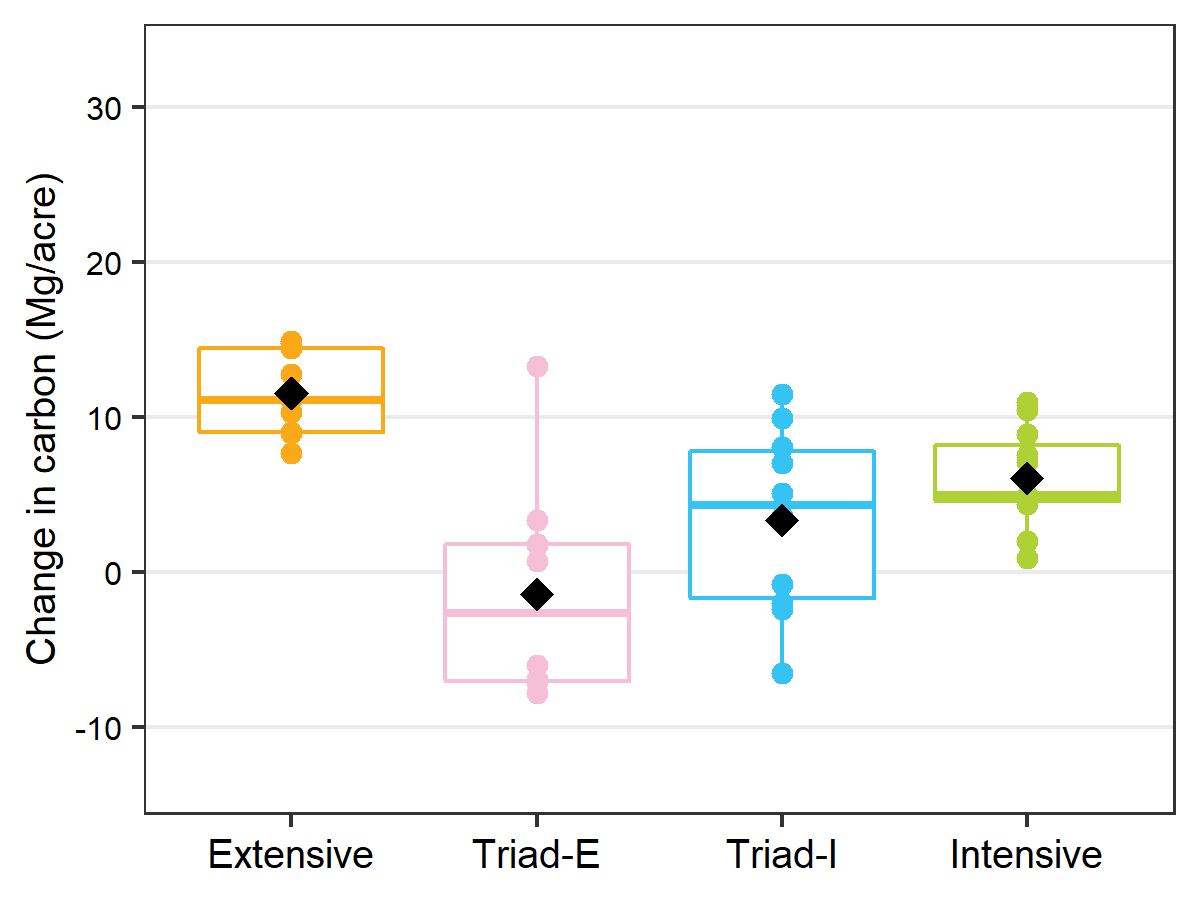 Change in carbon (Mg/acre)
30
20
10
0
-10
Extensive
Triad-E
Triad-I
Intensive